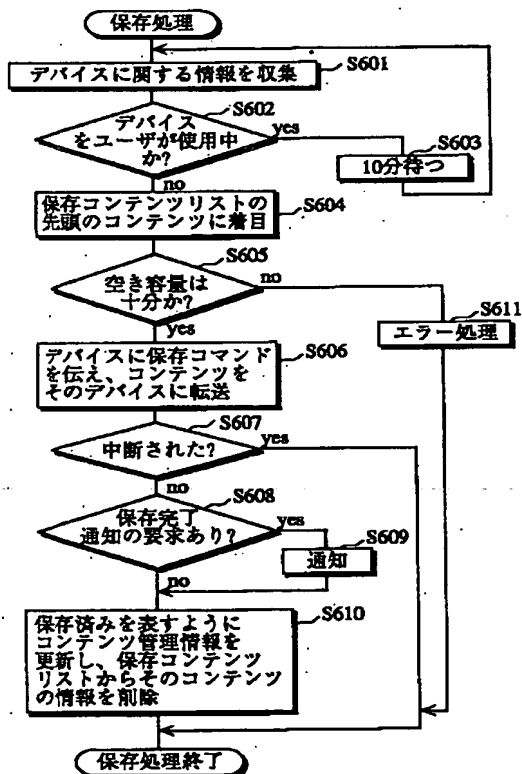 保存処理
デバイスに関する情報を収集
S601
デバイス
をユーザが使用中
か?
S602
yes
no
10分待つ
S603
保存コンテンツリストの
先頭のコンテンツに着目
S604
空き容量は
十分か?
S605
no
yes
エラー処理
S611
デバイスに保存コマンド
を伝え、コンテンツを
そのデバイスに転送
S606
中断された?
S607
yes
no
保存完了
通知の要求あり?
S608
yes
no
通知
S609
保存済みを表すように
コンテンツ管理情報を
更新し、保存コンテンツ
リストからそのコンテンツ
の情報を削除
S610
保存処理終了